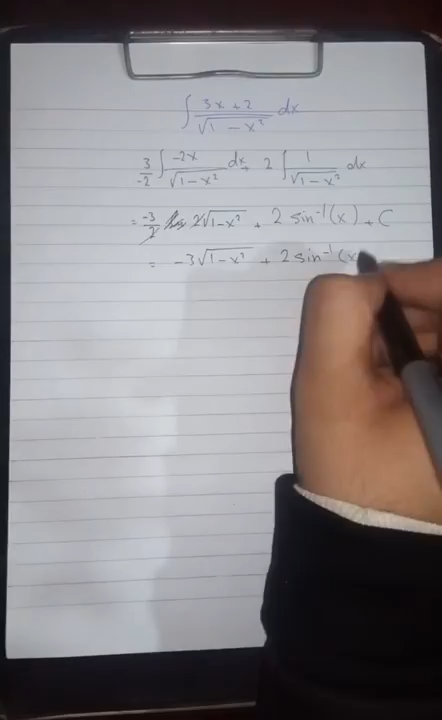 ∫ (3x + 2)/√(1 - x²) dx
3/-2 ∫ -2x/√(1-x²) dx + 2 ∫ 1/√(1-x²) dx
= -3/2 2√(1-x²) + 2 sin⁻¹(x) + C
= -3√(1-x²) + 2 sin⁻¹(x